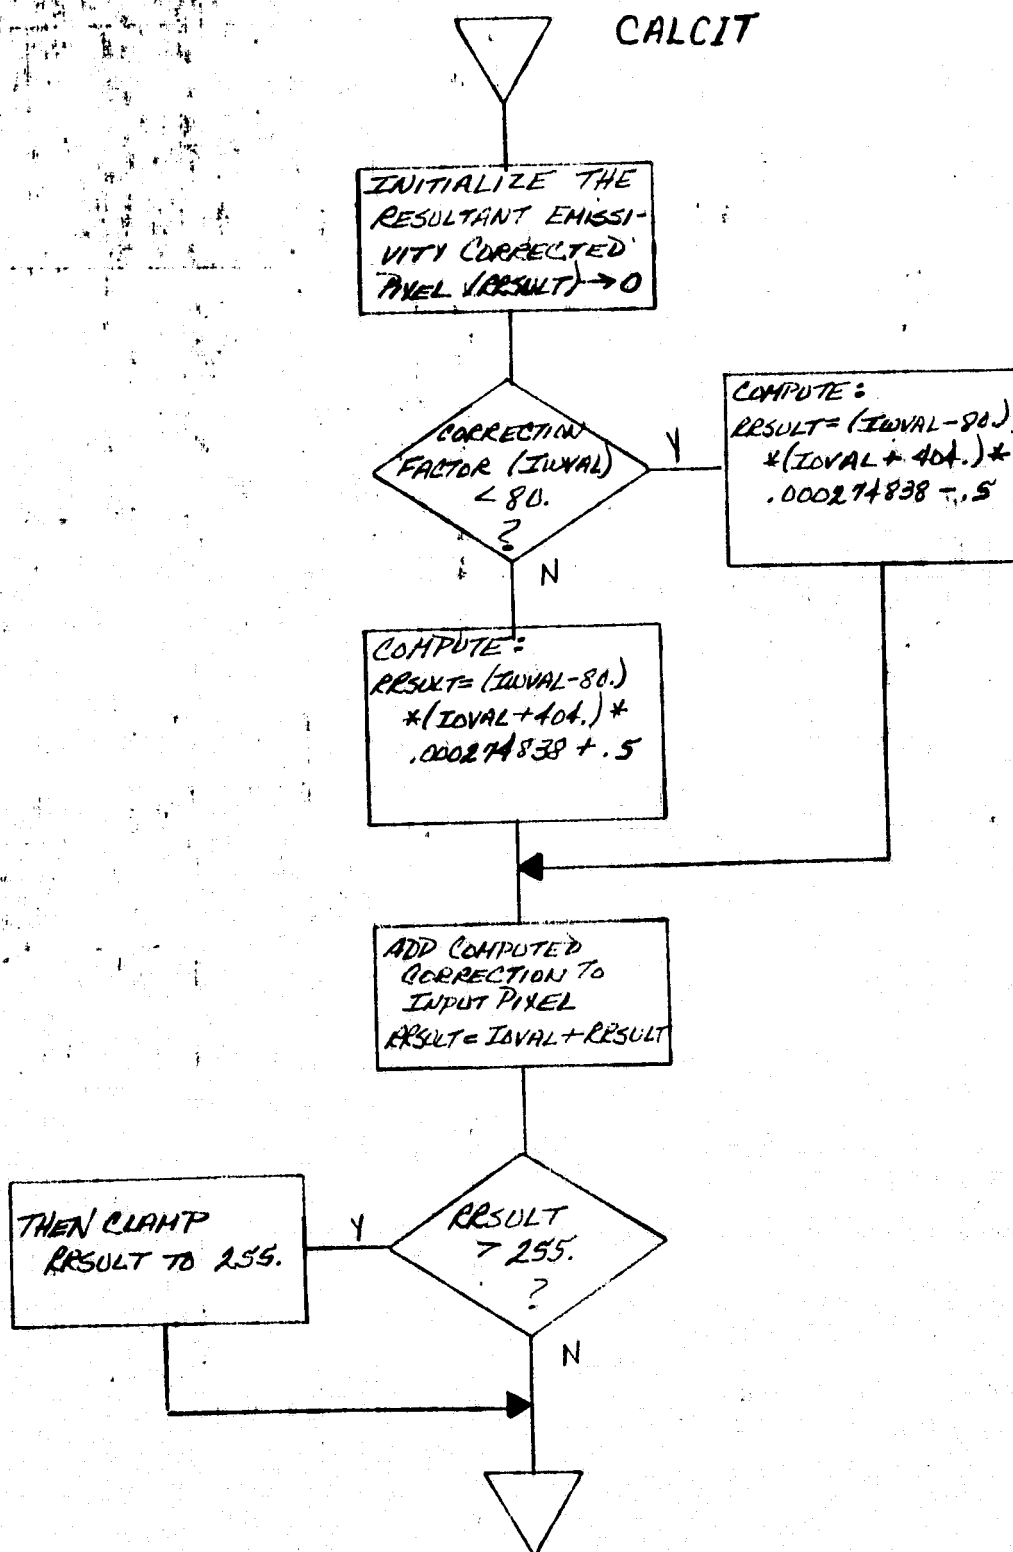 CALCIT
INITIALIZE THE
RESULTANT EMISSI-
VITY CORRECTED
PIXEL (RRSULT) → 0
CORRECTION
FACTOR (IWVAL)
< 80.
?
Y
N
COMPUTE:
RRSULT = (IWVAL-80.)
*(IOVAL + 404.) *
.000274838 - .5
COMPUTE:
RRSULT = (IWVAL-80.)
*(IOVAL + 404.) *
.000274838 + .5
ADD COMPUTED
CORRECTION TO
INPUT PIXEL
RRSULT = IOVAL + RRSULT
RRSULT
> 255.
?
Y
N
THEN CLAMP
RRSULT TO 255.